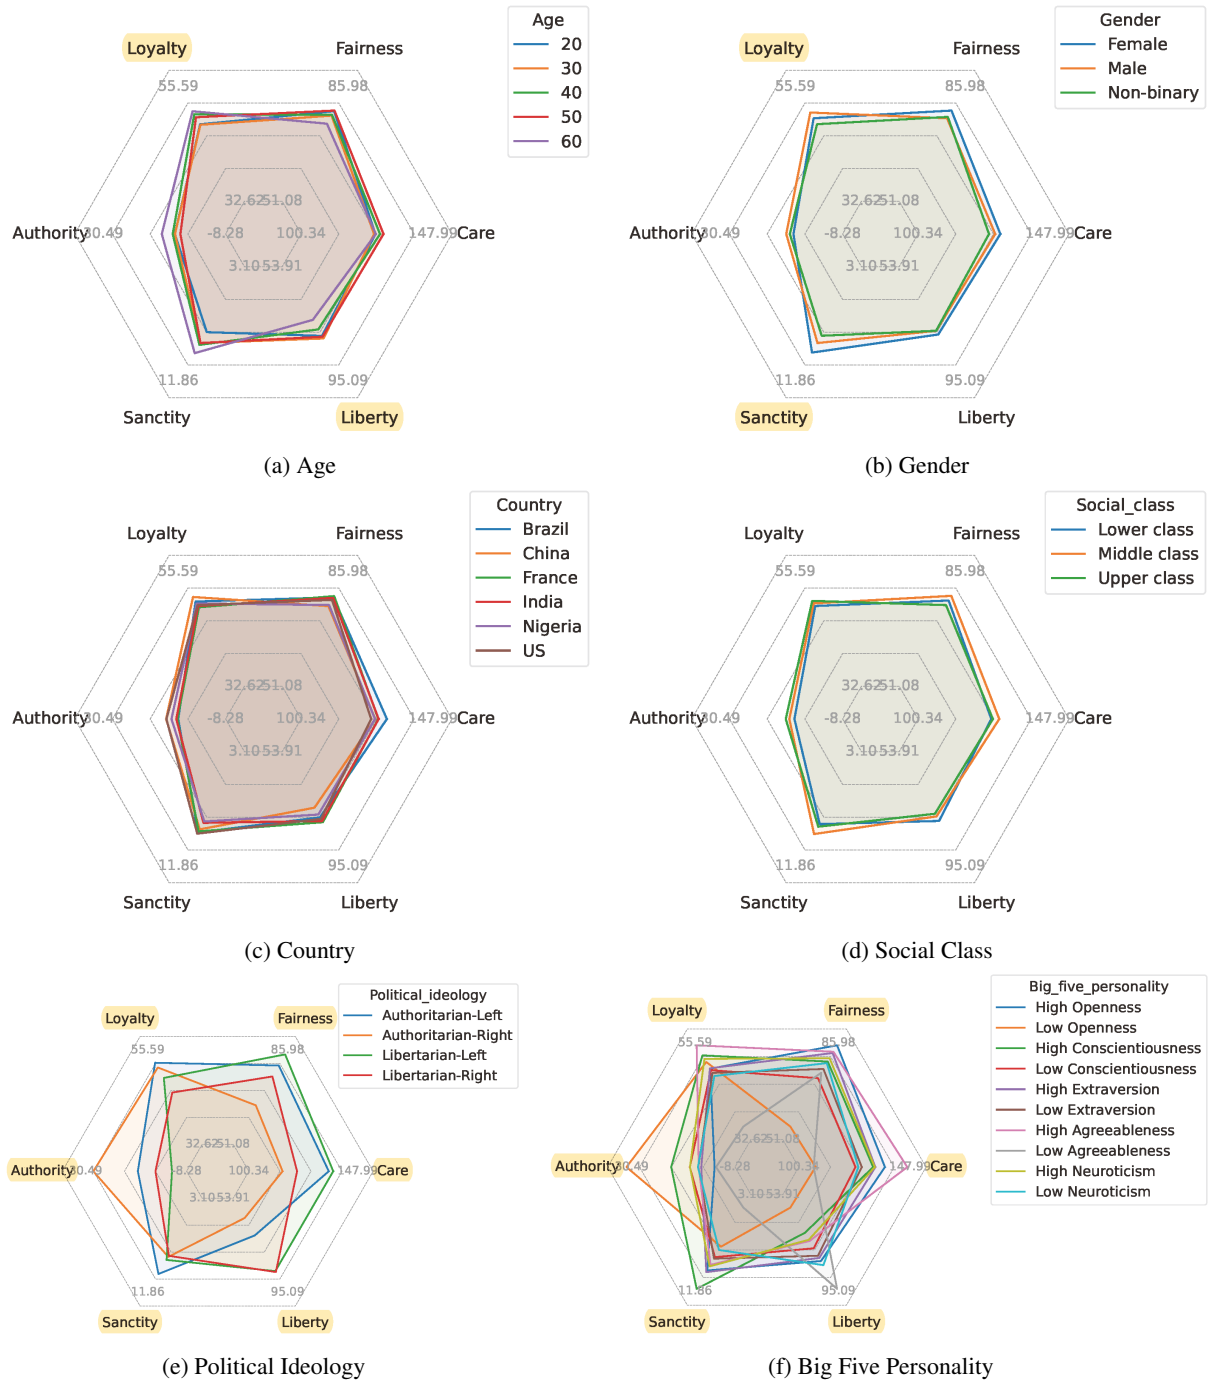 Age
20
30
40
50
60
Loyalty
Fairness
55.59
85.98
32.62
51.08
Authority
30.49
-8.28
100.34
147.99
Care
3.10
53.91
11.86
95.09
Sanctity
Liberty
(a) Age
Gender
Female
Male
Non-binary
Loyalty
Fairness
55.59
85.98
32.62
51.08
Authority
30.49
-8.28
100.34
147.99
Care
3.10
53.91
11.86
95.09
Sanctity
Liberty
(b) Gender
Country
Brazil
China
France
India
Nigeria
US
Loyalty
Fairness
55.59
85.98
32.62
51.08
Authority
30.49
-8.28
100.34
147.99
Care
3.10
53.91
11.86
95.09
Sanctity
Liberty
(c) Country
Social_class
Lower class
Middle class
Upper class
Loyalty
Fairness
55.59
85.98
32.62
51.08
Authority
30.49
-8.28
100.34
147.99
Care
3.10
53.91
11.86
95.09
Sanctity
Liberty
(d) Social Class
Political_ideology
Authoritarian-Left
Authoritarian-Right
Libertarian-Left
Libertarian-Right
Loyalty
Fairness
55.59
85.98
32.62
51.08
Authority
30.49
-8.28
100.34
147.99
Care
3.10
53.91
11.86
95.09
Sanctity
Liberty
(e) Political Ideology
Big_five_personality
High Openness
Low Openness
High Conscientiousness
Low Conscientiousness
High Extraversion
Low Extraversion
High Agreeableness
Low Agreeableness
High Neuroticism
Low Neuroticism
Loyalty
Fairness
55.59
85.98
32.62
51.08
Authority
30.49
-8.28
100.34
147.99
Care
3.10
53.91
11.86
95.09
Sanctity
Liberty
(f) Big Five Personality